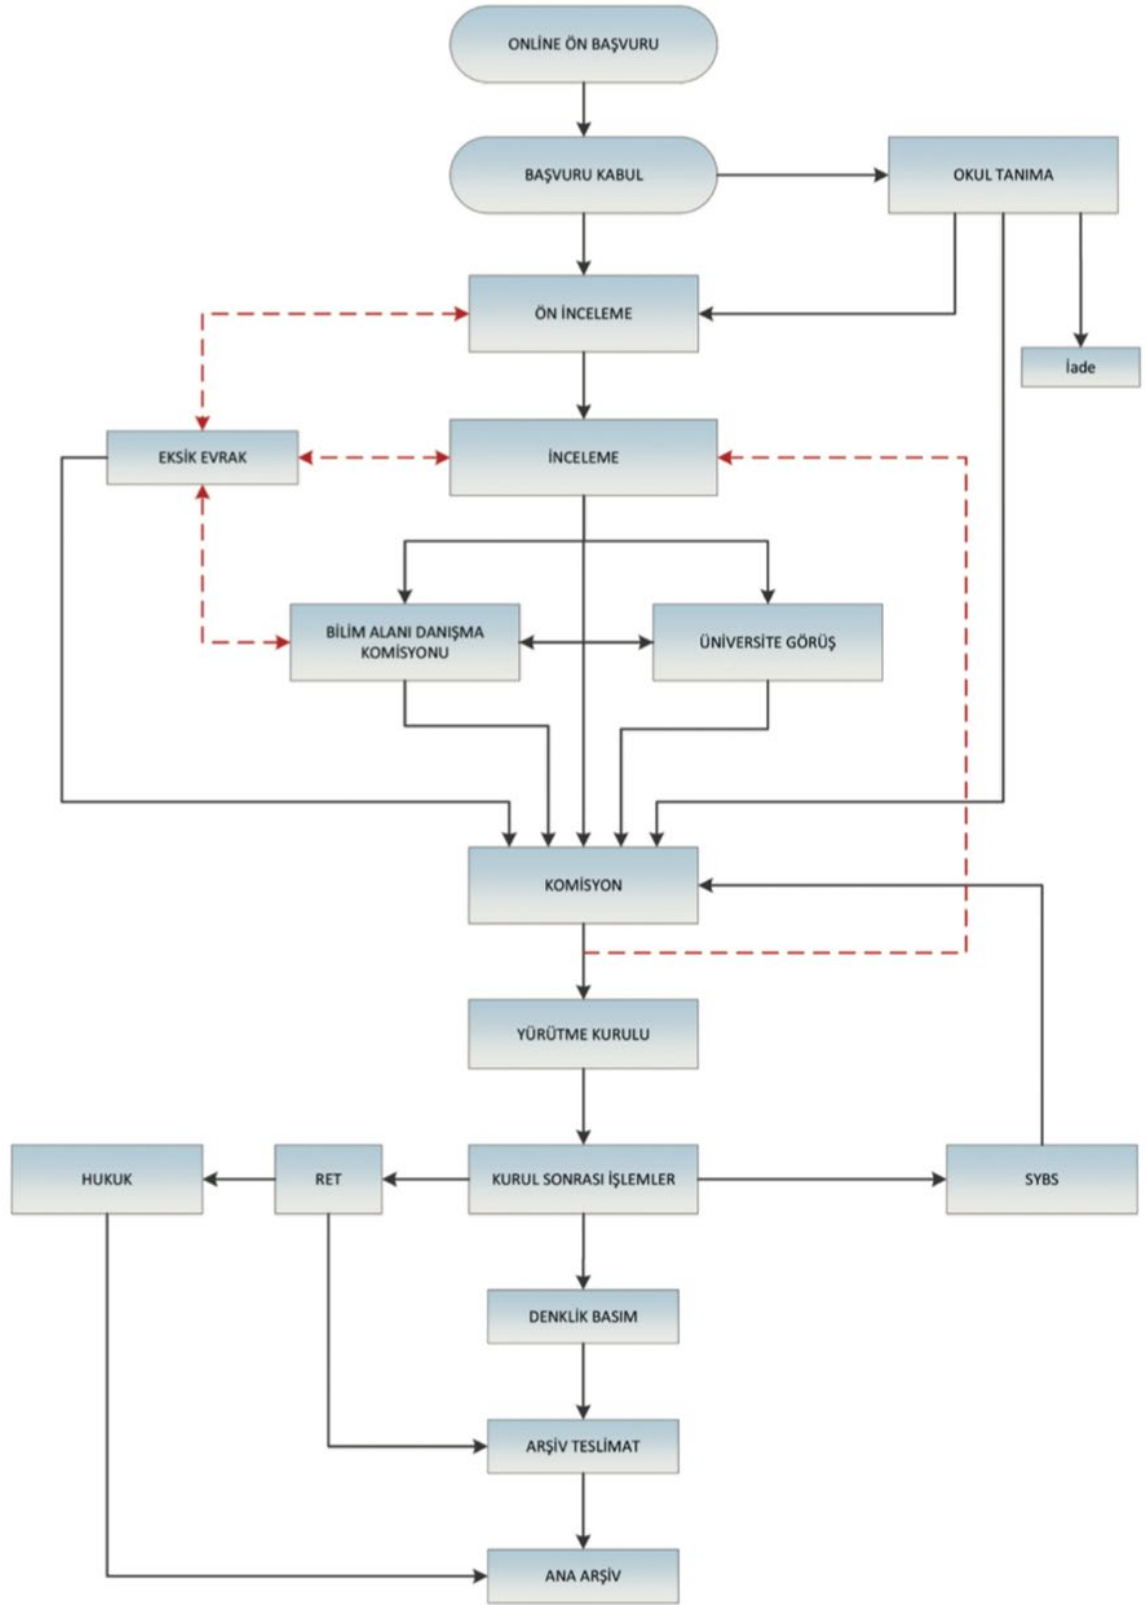 ONLİNE ÖN BAŞVURU
BAŞVURU KABUL
OKUL TANIMA
ÖN İNCELEME
İade
EKSİK EVRAK
İNCELEME
BİLİM ALANI DANIŞMA
KOMİSYONU
ÜNİVERSİTE GÖRÜŞ
KOMİSYON
YÜRÜTME KURULU
HUKUK
RET
KURUL SONRASI İŞLEMLER
SYBS
DENKLİK BASIM
ARŞİV TESLİMAT
ANA ARŞİV